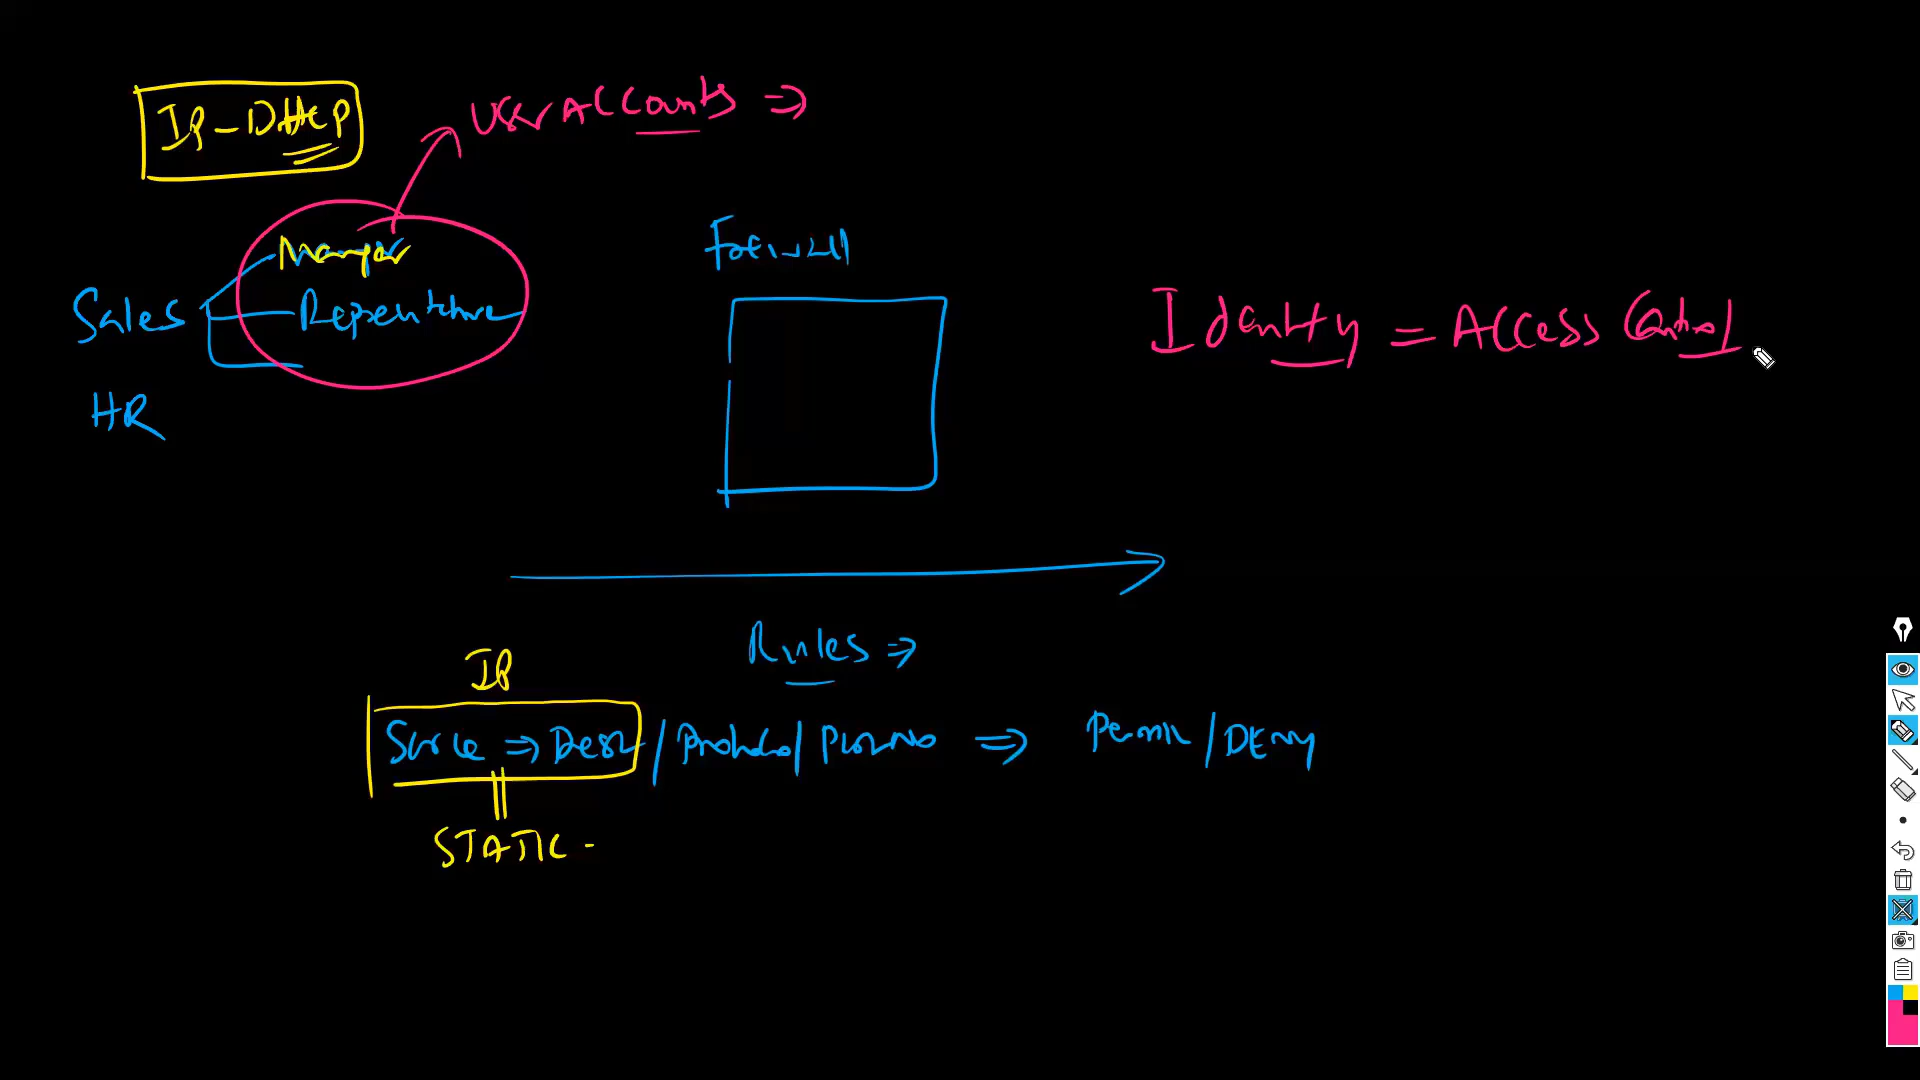 IP-DHCP
User Accounts ⇒
Manager
Sales
Representative
HR
Firewall
Identity = Access Control
Rules ⇒
IP
Source ⇒ Dest / Protocol / Port No ⇒ Permit / Deny
STATIC -